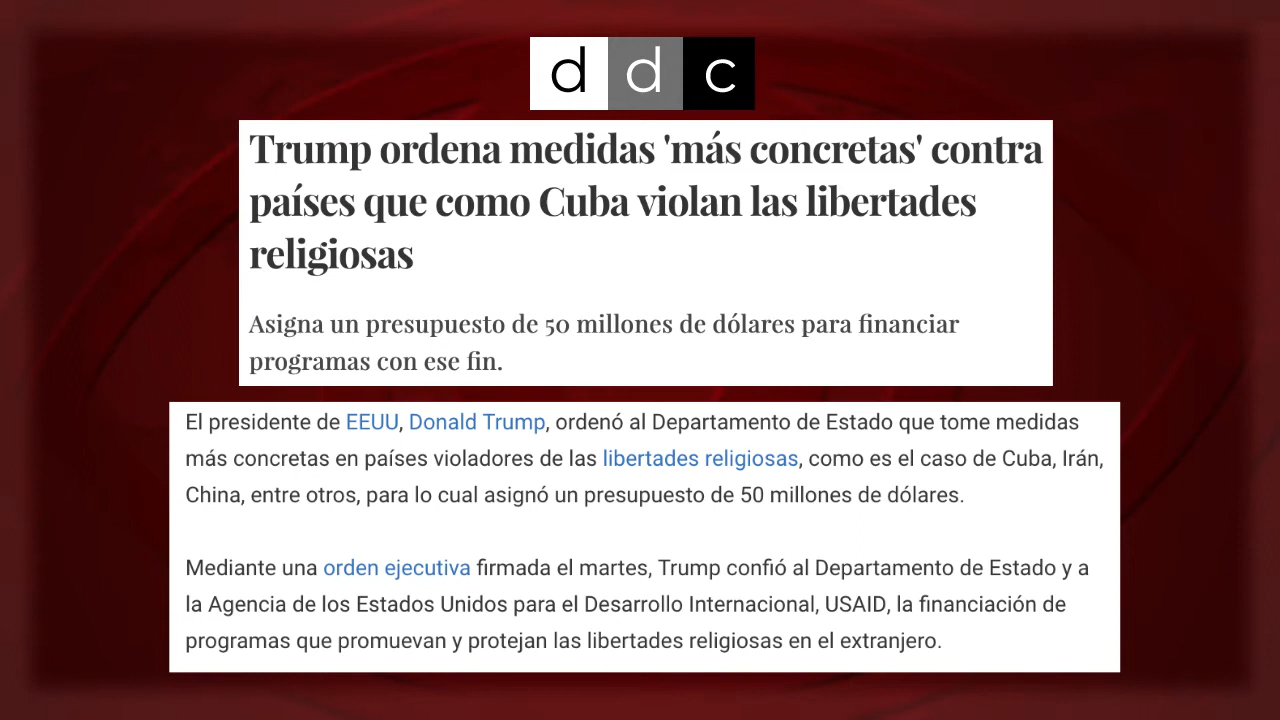 ddc
Trump ordena medidas 'más concretas' contra
países que como Cuba violan las libertades
religiosas
Asigna un presupuesto de 50 millones de dólares para financiar
programas con ese fin.
El presidente de EEUU, Donald Trump, ordenó al Departamento de Estado que tome medidas
más concretas en países violadores de las libertades religiosas, como es el caso de Cuba, Irán,
China, entre otros, para lo cual asignó un presupuesto de 50 millones de dólares.
Mediante una orden ejecutiva firmada el martes, Trump confió al Departamento de Estado y a
la Agencia de los Estados Unidos para el Desarrollo Internacional, USAID, la financiación de
programas que promuevan y protejan las libertades religiosas en el extranjero.